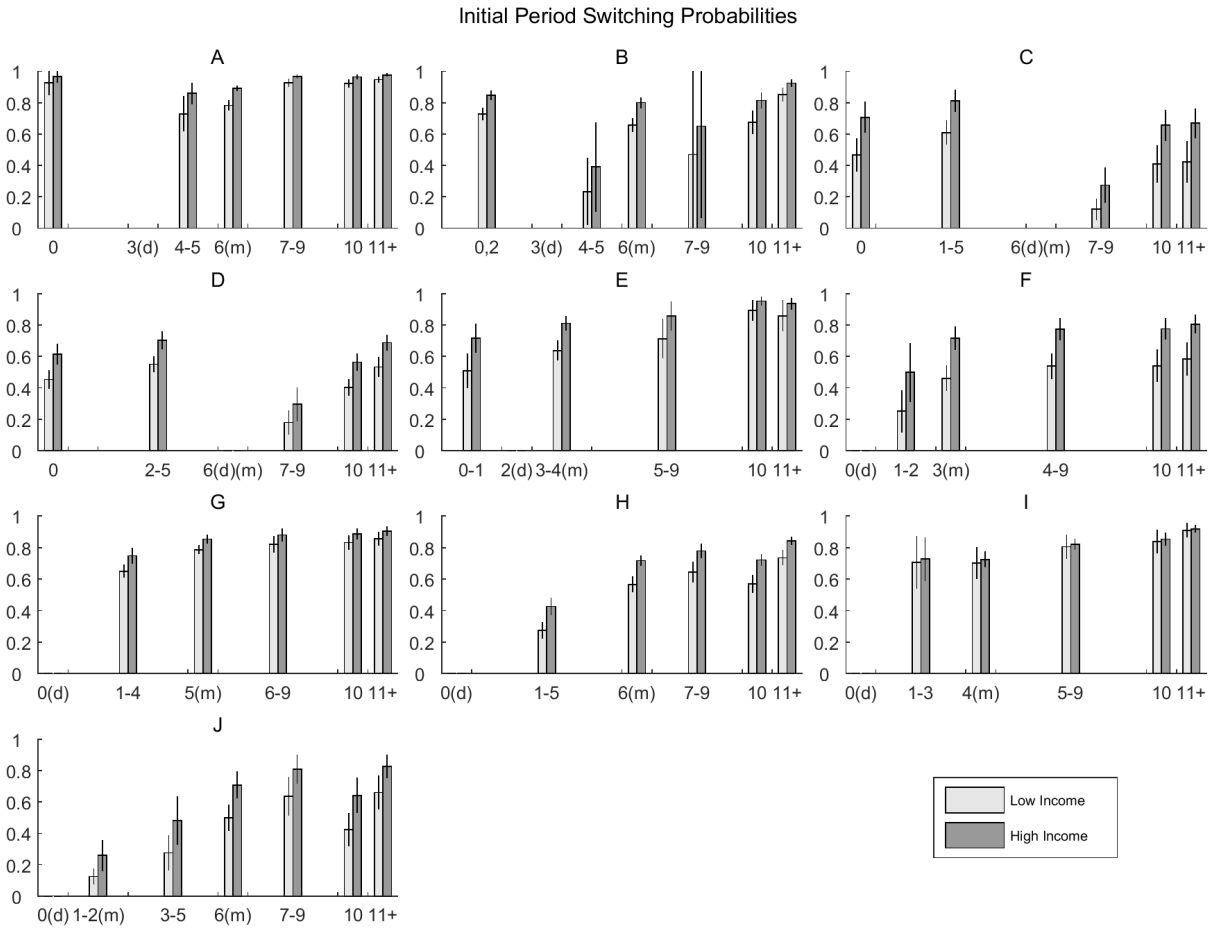 Initial Period Switching Probabilities
A
1
0.8
0.6
0.4
0.2
0
0 3(d) 4-5 6(m) 7-9 10 11+
B
1
0.8
0.6
0.4
0.2
0
0,2 3(d) 4-5 6(m) 7-9 10 11+
C
1
0.8
0.6
0.4
0.2
0
0 1-5 6(d)(m) 7-9 10 11+
D
1
0.8
0.6
0.4
0.2
0
0 2-5 6(d)(m) 7-9 10 11+
E
1
0.8
0.6
0.4
0.2
0
0-1 2(d) 3-4(m) 5-9 10 11+
F
1
0.8
0.6
0.4
0.2
0
0(d) 1-2 3(m) 4-9 10 11+
G
1
0.8
0.6
0.4
0.2
0
0(d) 1-4 5(m) 6-9 10 11+
H
1
0.8
0.6
0.4
0.2
0
0(d) 1-5 6(m) 7-9 10 11+
I
1
0.8
0.6
0.4
0.2
0
0(d) 1-3 4(m) 5-9 10 11+
J
1
0.8
0.6
0.4
0.2
0
0(d) 1-2(m) 3-5 6(m) 7-9 10 11+
Low Income
High Income